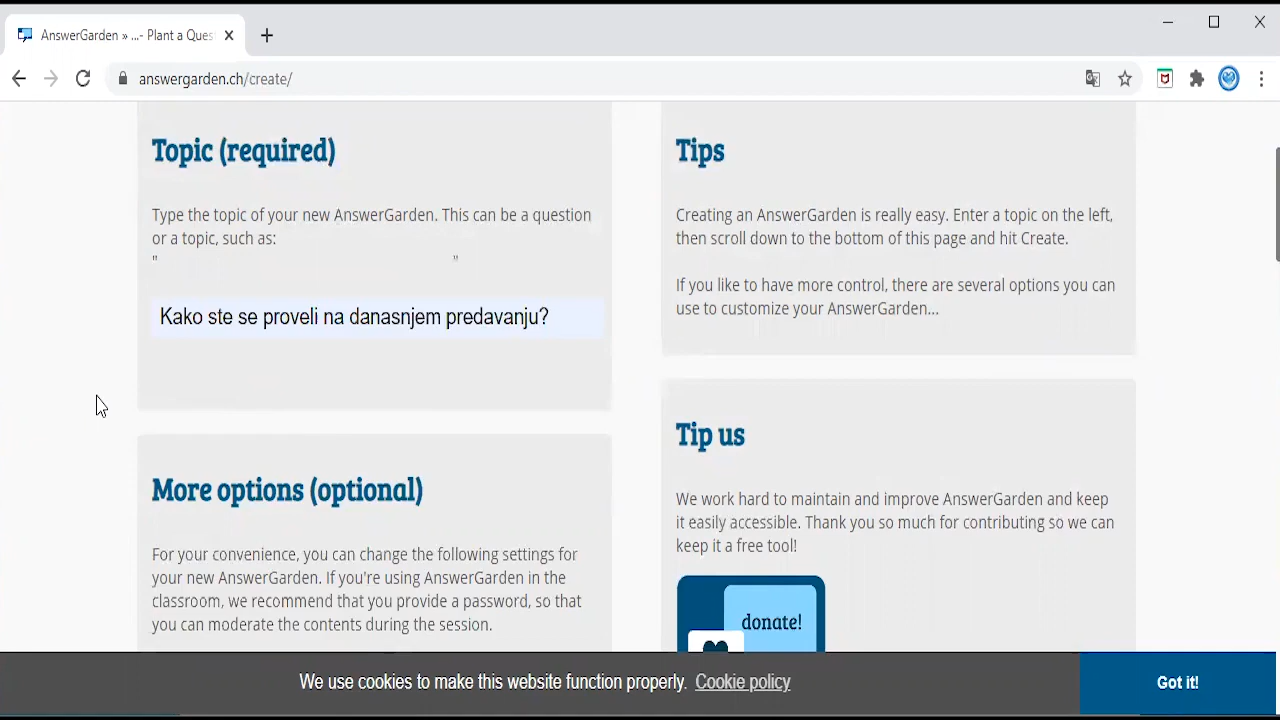 AnswerGarden » ...- Plant a Ques
answergarden.ch/create/
Topic (required)
Type the topic of your new AnswerGarden. This can be a question
or a topic, such as:
" "
Kako ste se proveli na danasnjem predavanju?
More options (optional)
For your convenience, you can change the following settings for
your new AnswerGarden. If you're using AnswerGarden in the
classroom, we recommend that you provide a password, so that
you can moderate the contents during the session.
Tips
Creating an AnswerGarden is really easy. Enter a topic on the left,
then scroll down to the bottom of this page and hit Create.
If you like to have more control, there are several options you can
use to customize your AnswerGarden...
Tip us
We work hard to maintain and improve AnswerGarden and keep
it easily accessible. Thank you so much for contributing so we can
keep it a free tool!
donate!
We use cookies to make this website function properly. Cookie policy
Got it!